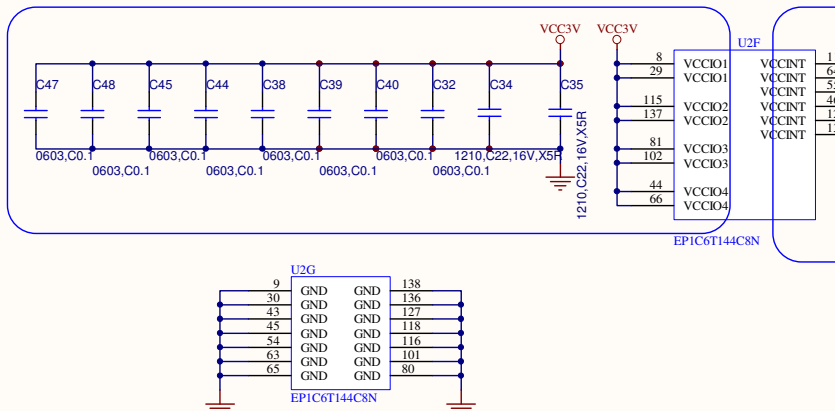 VCC3V
VCC3V
U2F
C47
C48
C45
C44
C38
C39
C40
C32
C34
C35
0603,C0.1
0603,C0.1
0603,C0.1
0603,C0.1
0603,C0.1
0603,C0.1
0603,C0.1
0603,C0.1
1210,C22,16V,X5R
1210,C22,16V,X5R
8 VCCIO1
29 VCCIO1
115 VCCIO2
137 VCCIO2
81 VCCIO3
102 VCCIO3
44 VCCIO4
66 VCCIO4
VCCINT
VCCINT
VCCINT
VCCINT
VCCINT
VCCINT
EP1C6T144C8N
U2G
9 GND GND 138
30 GND GND 136
43 GND GND 127
45 GND GND 118
54 GND GND 116
63 GND GND 101
65 GND GND 80
EP1C6T144C8N